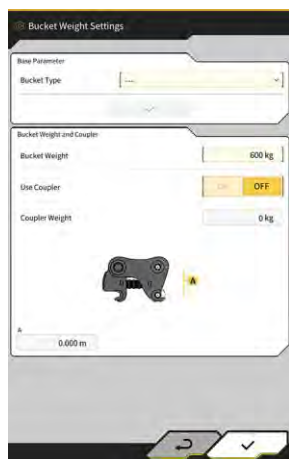 Bucket Weight Settings
Base Parameter
Bucket Type [ ---
Bucket Weight and Coupler
Bucket Weight [ 600 kg ]
Use Coupler [ ON OFF ]
Coupler Weight 0 kg
A
A
0.000 m